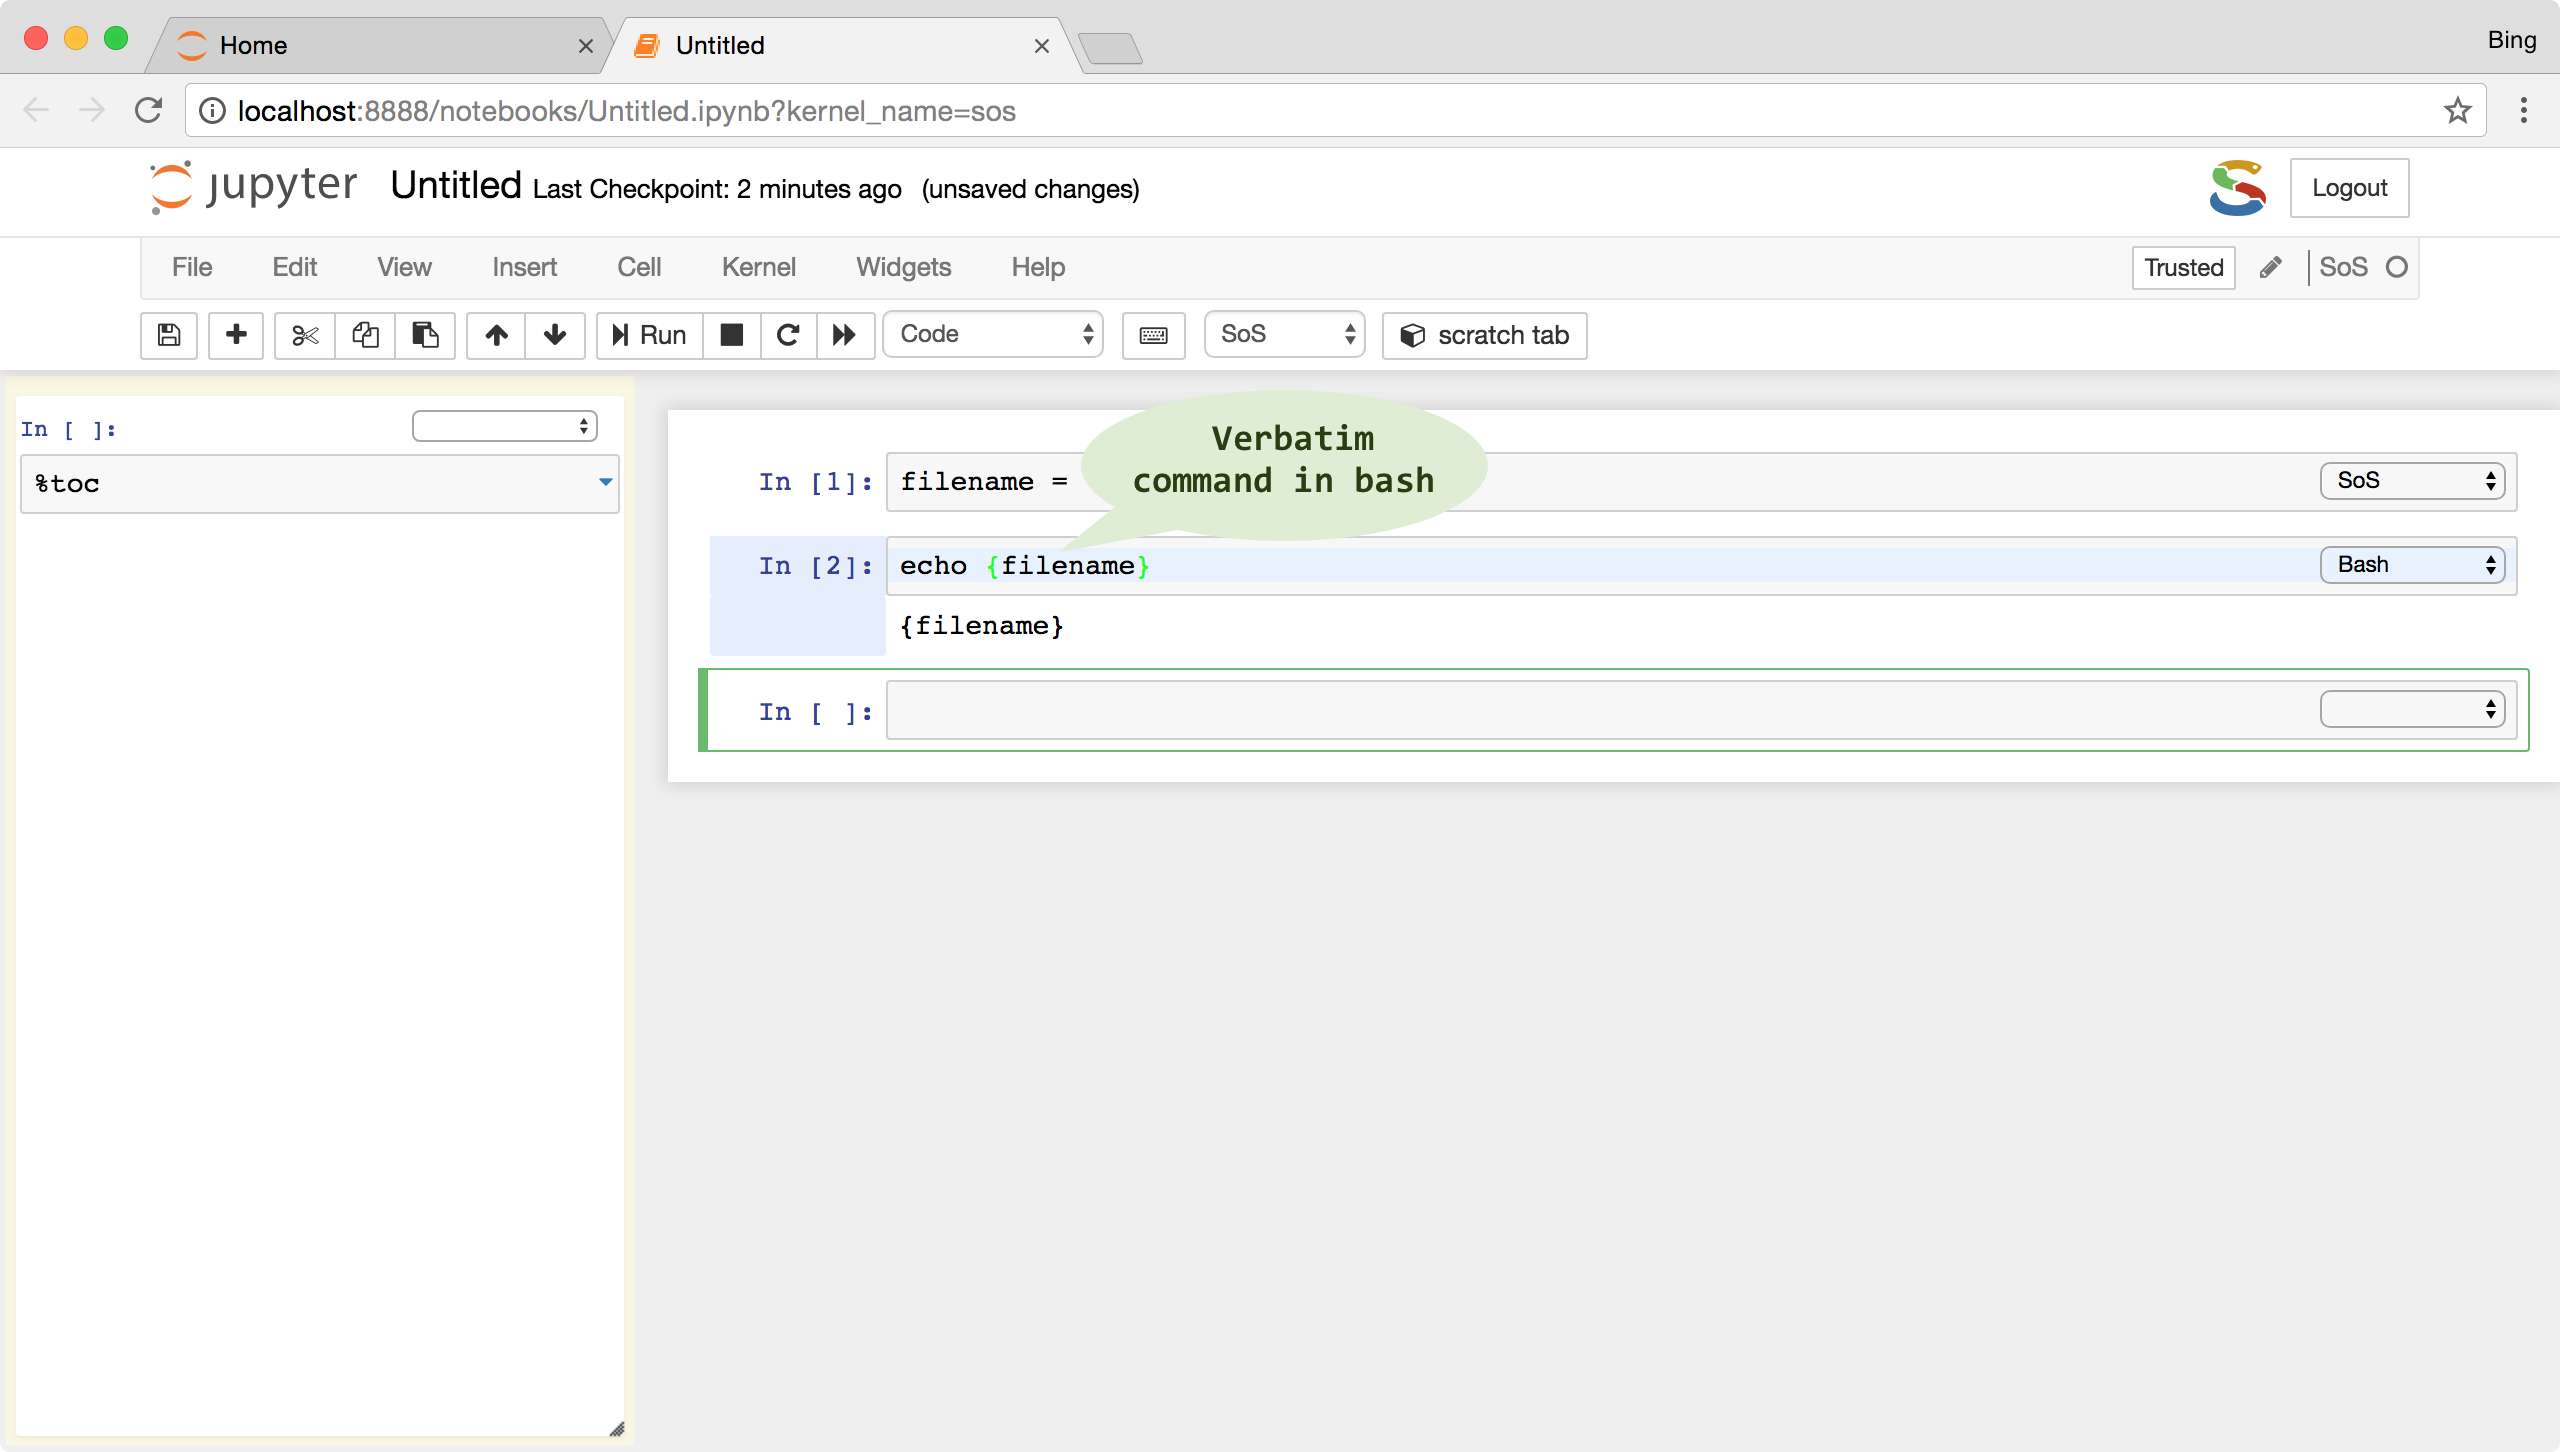 Home
Untitled
Bing
localhost:8888/notebooks/Untitled.ipynb?kernel_name=sos
jupyter Untitled Last Checkpoint: 2 minutes ago (unsaved changes)
Logout
File Edit View Insert Cell Kernel Widgets Help
Trusted SoS
Run Code SoS scratch tab
In [ ]:
%toc
Verbatim
command in bash
In [1]: filename = SoS
In [2]: echo {filename} Bash
{filename}
In [ ]: